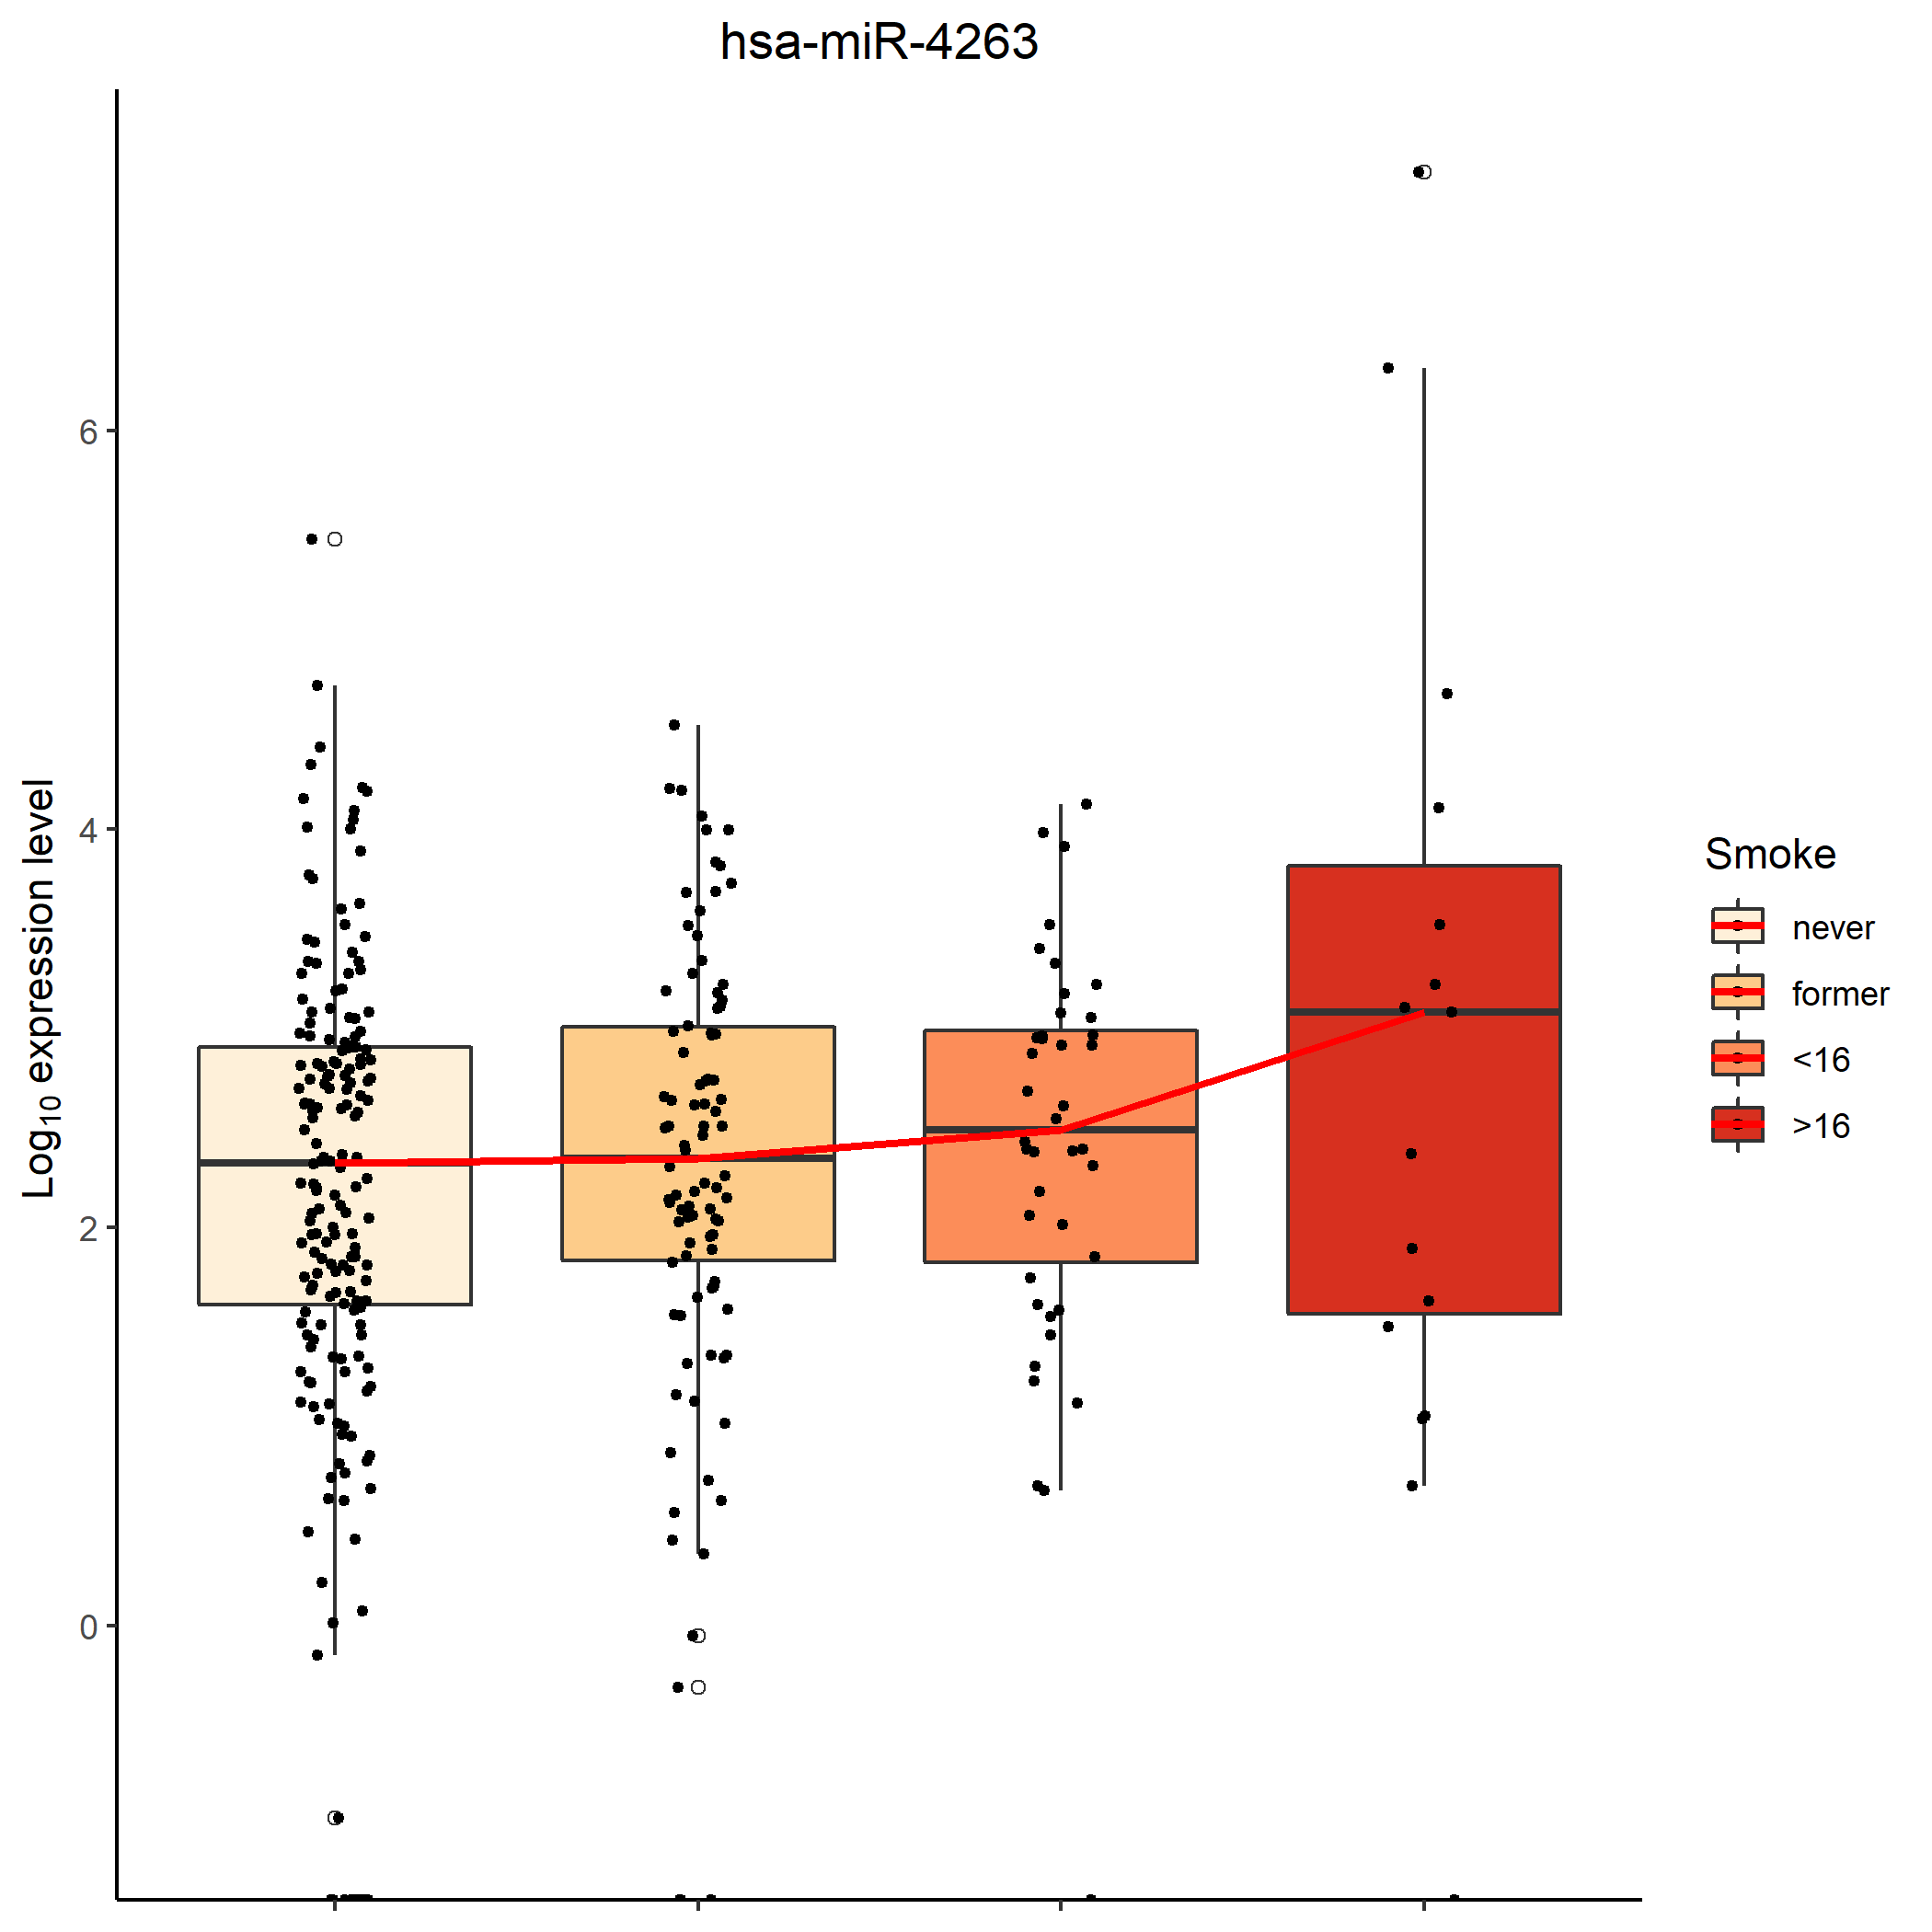 hsa-miR-4263
Log10 expression level
6
4
2
0
Smoke
never
former
<16
>16